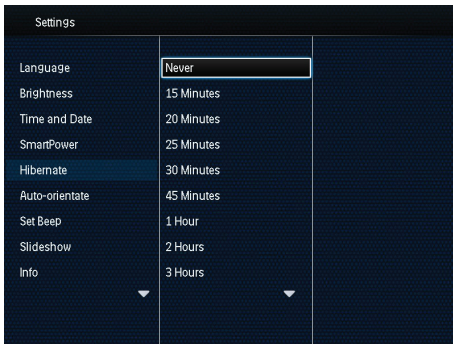 Settings
Language
Brightness
Time and Date
SmartPower
Hibernate
Auto-orientate
Set Beep
Slideshow
Info
Never
15 Minutes
20 Minutes
25 Minutes
30 Minutes
45 Minutes
1 Hour
2 Hours
3 Hours